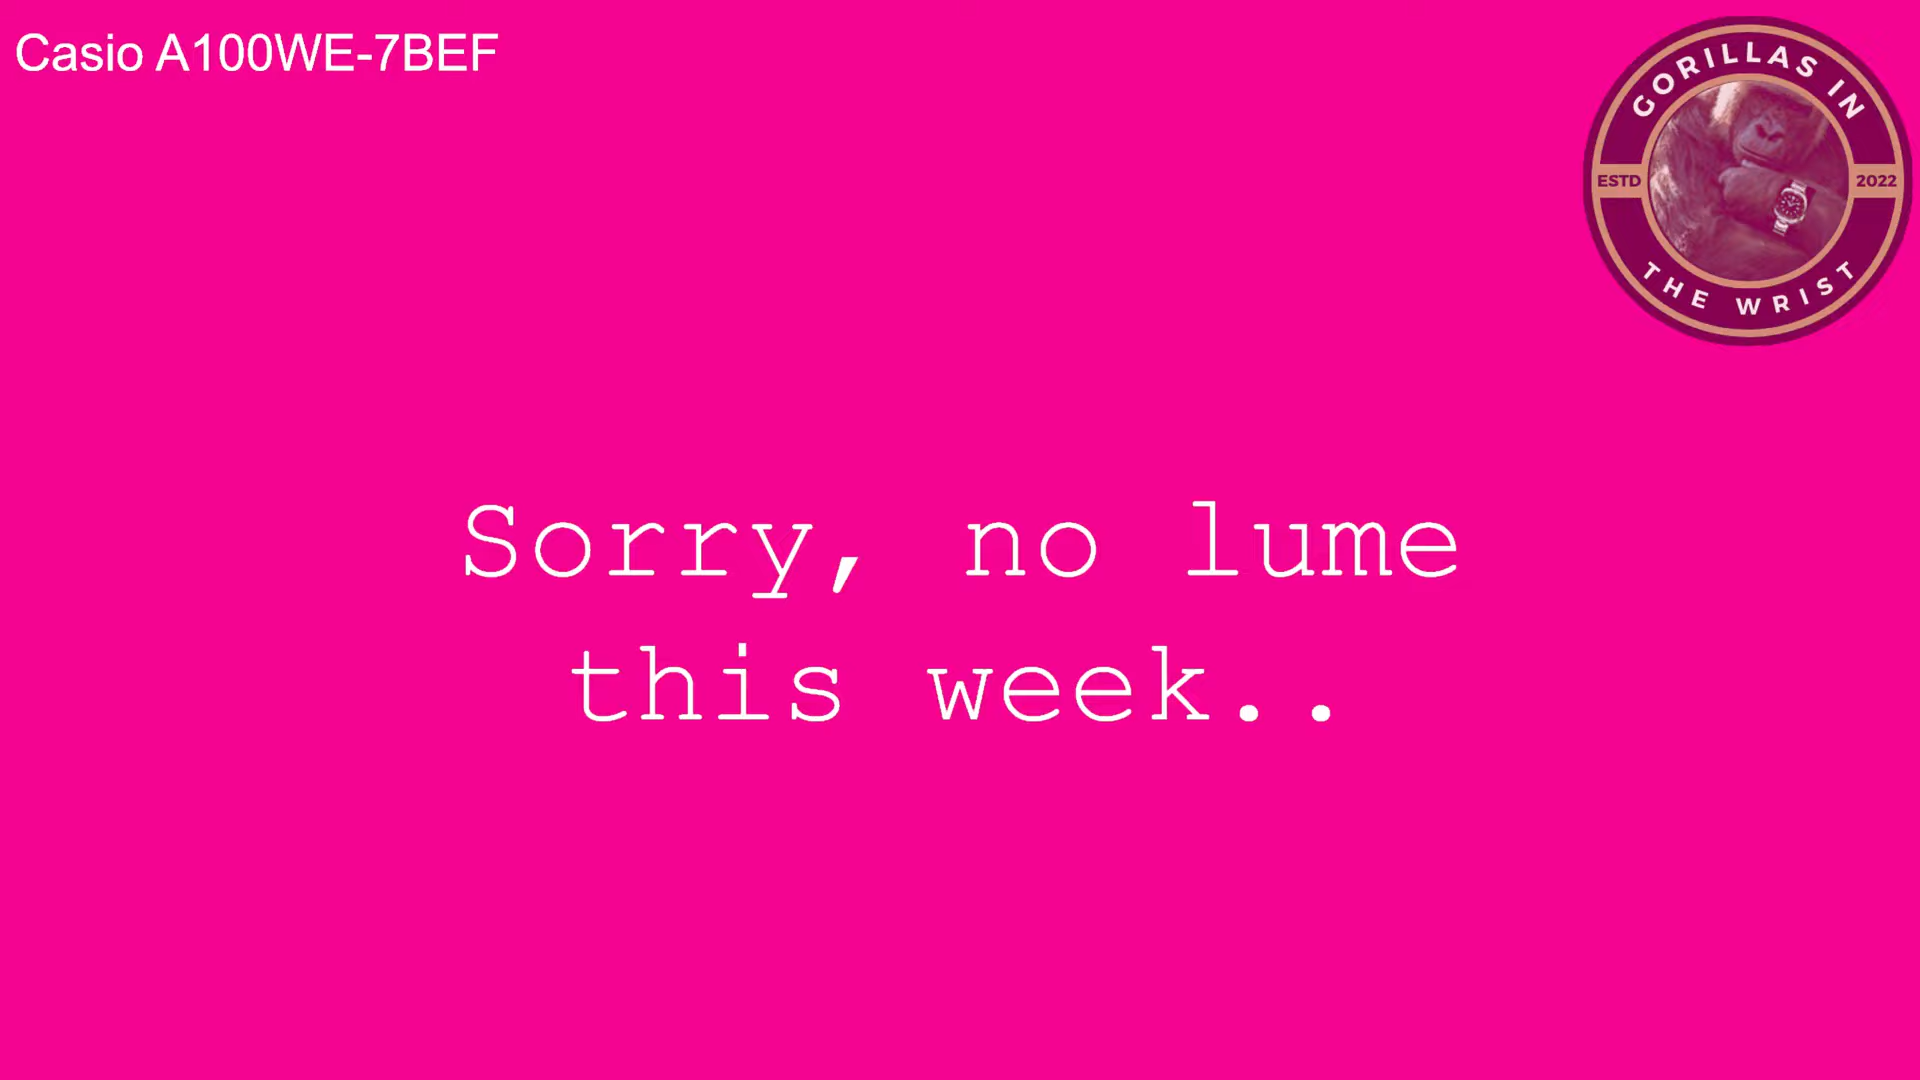 Casio A100WE-7BEF
GORILLAS IN
ESTD
2022
THE WRIST
Sorry, no lume
this week..